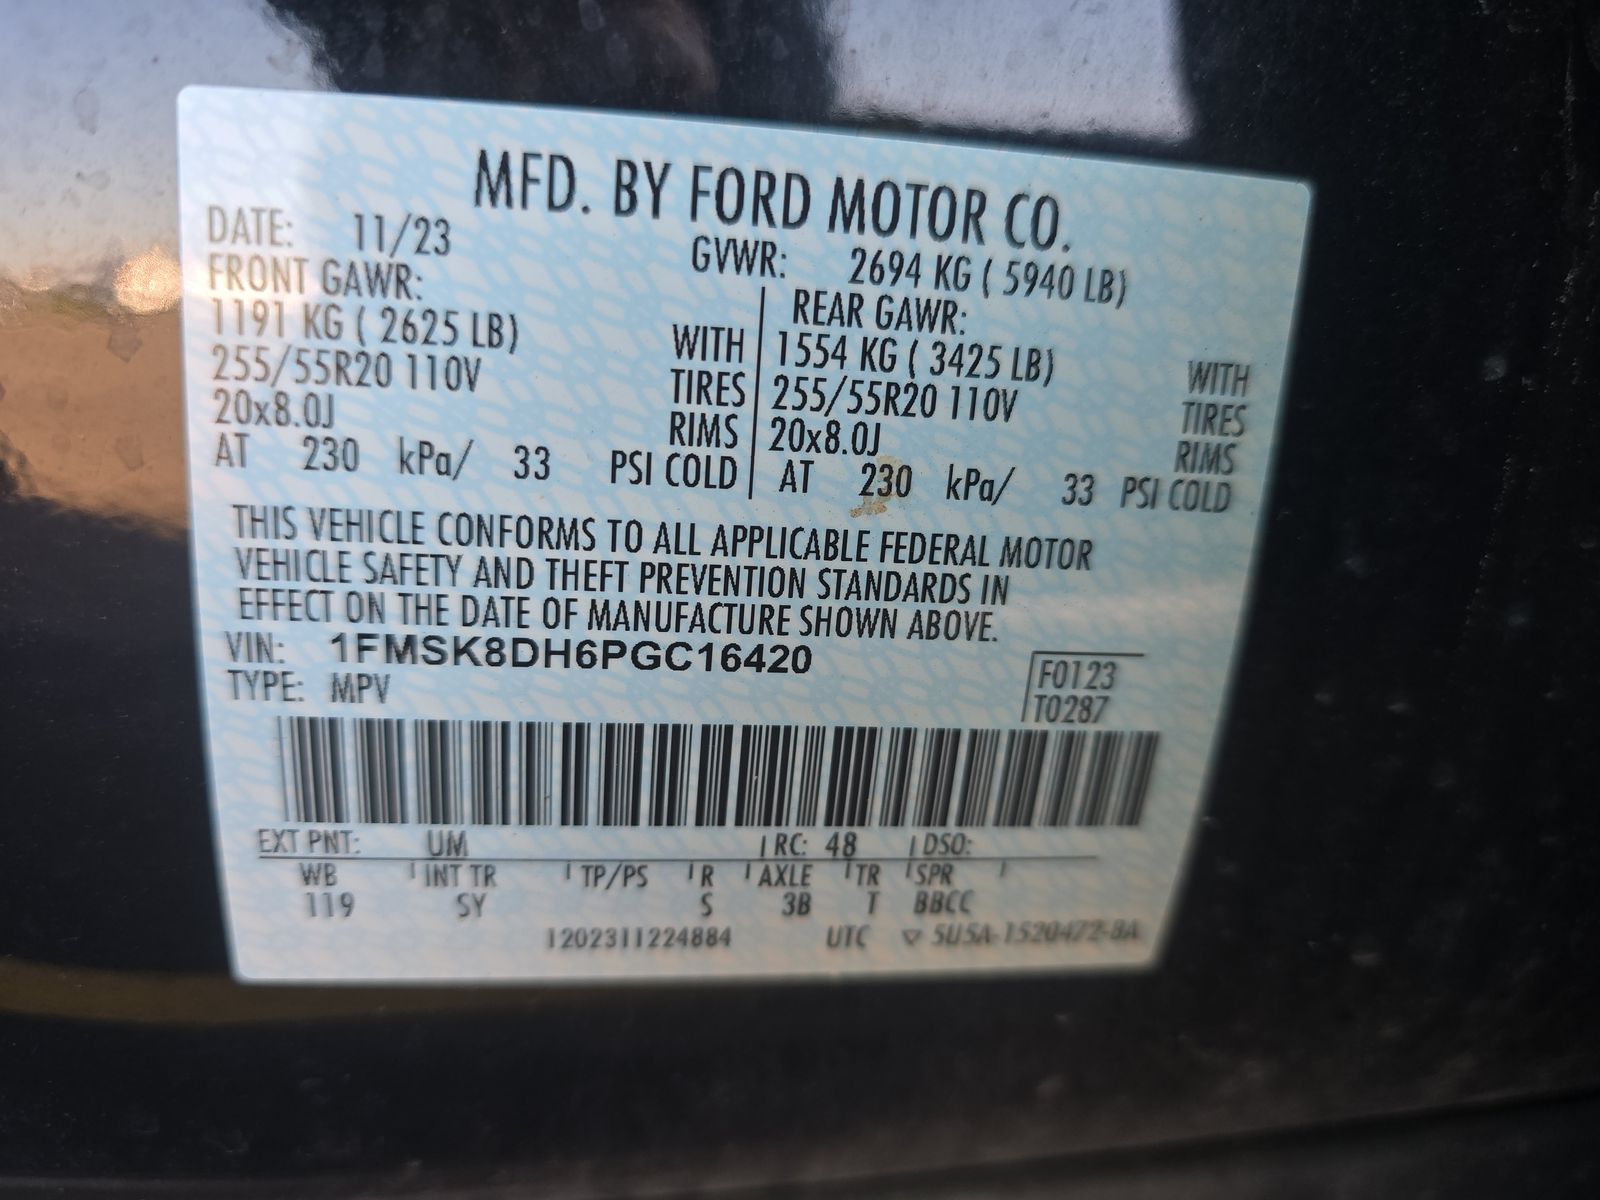 MFD. BY FORD MOTOR CO.
DATE: 11/23 GVWR: 2694 KG ( 5940 LB)
FRONT GAWR: REAR GAWR:
1191 KG ( 2625 LB) WITH 1554 KG ( 3425 LB) WITH
255/55R20 110V TIRES 255/55R20 110V TIRES
20x8.0J RIMS 20x8.0J RIMS
AT 230 kPa/ 33 PSI COLD AT 230 kPa/ 33 PSI COLD
THIS VEHICLE CONFORMS TO ALL APPLICABLE FEDERAL MOTOR
VEHICLE SAFETY AND THEFT PREVENTION STANDARDS IN
EFFECT ON THE DATE OF MANUFACTURE SHOWN ABOVE.
VIN: 1FMSK8DH6PGC16420
TYPE: MPV
F0123
T0287
EXT PNT: UM RC: 48 DSO:
WB INT TR TP/PS R AXLE TR SPR
119 SY S 3B T BBCC
1202311224884 UTC ▽ 5U5A-1520472-BA